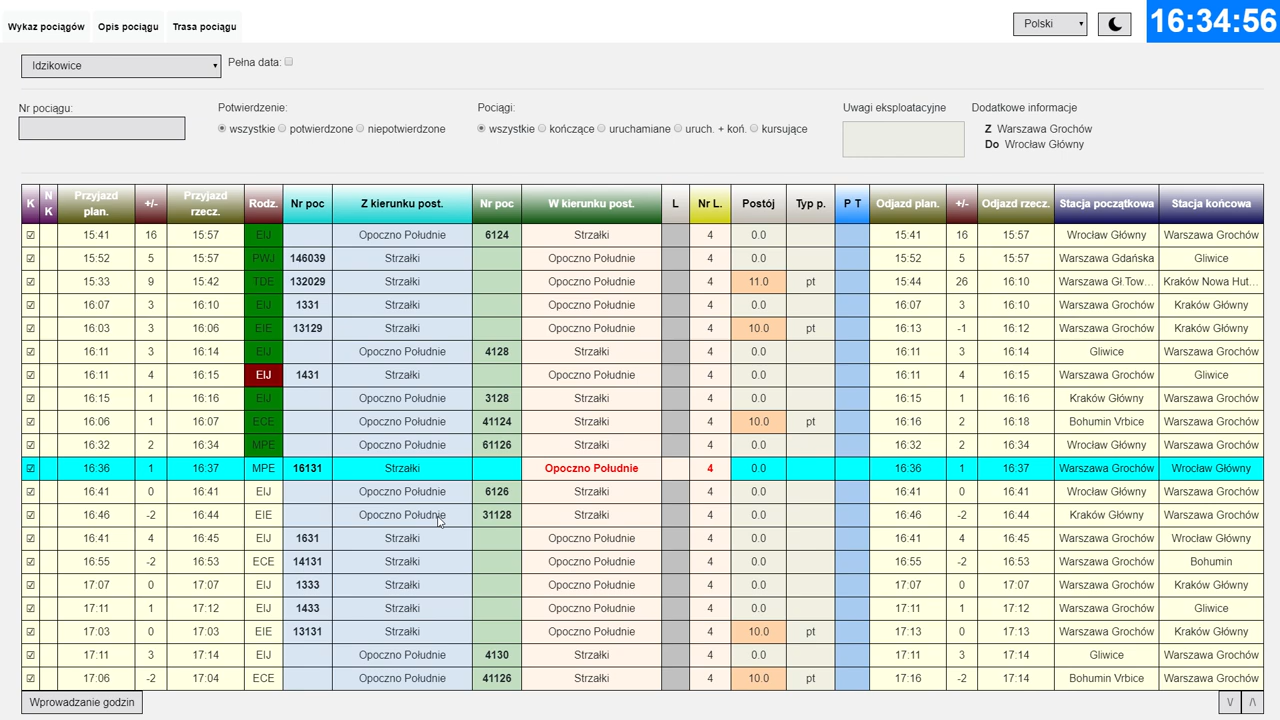 Wykaz pociągów Opis pociągu Trasa pociągu Polski 16:34:56
Idzikowice Pełna data:
Nr pociągu: Potwierdzenie: Pociągi: Uwagi eksploatacyjne Dodatkowe informacje
wszystkie potwierdzone niepotwierdzone wszystkie kończące uruchamiane uruch. + koń. kursujące
Z Warszawa Grochów
Do Wrocław Główny
K N K Przyjazd plan. +/- Przyjazd rzecz. Rodz. Nr poc Z kierunku post. Nr poc W kierunku post. L Nr L. Postój Typ p. P T Odjazd plan. +/- Odjazd rzecz. Stacja początkowa Stacja końcowa
15:41 16 15:57 EIJ Opoczno Południe 6124 Strzałki 4 0.0 15:41 16 15:57 Wrocław Główny Warszawa Grochów
15:52 5 15:57 PWJ 146039 Strzałki Opoczno Południe 4 0.0 15:52 5 15:57 Warszawa Gdańska Gliwice
15:33 9 15:42 TDE 132029 Strzałki Opoczno Południe 4 11.0 pt 15:44 26 16:10 Warszawa Gł.Tow... Kraków Nowa Hut...
16:07 3 16:10 EIJ 1331 Strzałki Opoczno Południe 4 0.0 16:07 3 16:10 Warszawa Grochów Kraków Główny
16:03 3 16:06 EIE 13129 Strzałki Opoczno Południe 4 10.0 pt 16:13 -1 16:12 Warszawa Grochów Kraków Główny
16:11 3 16:14 EIJ Opoczno Południe 4128 Strzałki 4 0.0 16:11 3 16:14 Gliwice Warszawa Grochów
16:11 4 16:15 EIJ 1431 Strzałki Opoczno Południe 4 0.0 16:11 4 16:15 Warszawa Grochów Gliwice
16:15 1 16:16 EIJ Opoczno Południe 3128 Strzałki 4 0.0 16:15 1 16:16 Kraków Główny Warszawa Grochów
16:06 1 16:07 ECE Opoczno Południe 41124 Strzałki 4 10.0 pt 16:16 2 16:18 Bohumin Vrbice Warszawa Grochów
16:32 2 16:34 MPE Opoczno Południe 61126 Strzałki 4 0.0 16:32 2 16:34 Wrocław Główny Warszawa Grochów
16:36 1 16:37 MPE 16131 Strzałki Opoczno Południe 4 0.0 16:36 1 16:37 Warszawa Grochów Wrocław Główny
16:41 0 16:41 EIJ Opoczno Południe 6126 Strzałki 4 0.0 16:41 0 16:41 Wrocław Główny Warszawa Grochów
16:46 -2 16:44 EIE Opoczno Południe 31128 Strzałki 4 0.0 16:46 -2 16:44 Kraków Główny Warszawa Grochów
16:41 4 16:45 EIJ 1631 Strzałki Opoczno Południe 4 0.0 16:41 4 16:45 Warszawa Grochów Wrocław Główny
16:55 -2 16:53 ECE 14131 Strzałki Opoczno Południe 4 0.0 16:55 -2 16:53 Warszawa Grochów Bohumin
17:07 0 17:07 EIJ 1333 Strzałki Opoczno Południe 4 0.0 17:07 0 17:07 Warszawa Grochów Kraków Główny
17:11 1 17:12 EIJ 1433 Strzałki Opoczno Południe 4 0.0 17:11 1 17:12 Warszawa Grochów Gliwice
17:03 0 17:03 EIE 13131 Strzałki Opoczno Południe 4 10.0 pt 17:13 0 17:13 Warszawa Grochów Kraków Główny
17:11 3 17:14 EIJ Opoczno Południe 4130 Strzałki 4 0.0 17:11 3 17:14 Gliwice Warszawa Grochów
17:06 -2 17:04 ECE Opoczno Południe 41126 Strzałki 4 10.0 pt 17:16 -2 17:14 Bohumin Vrbice Warszawa Grochów
Wprowadzanie godzin